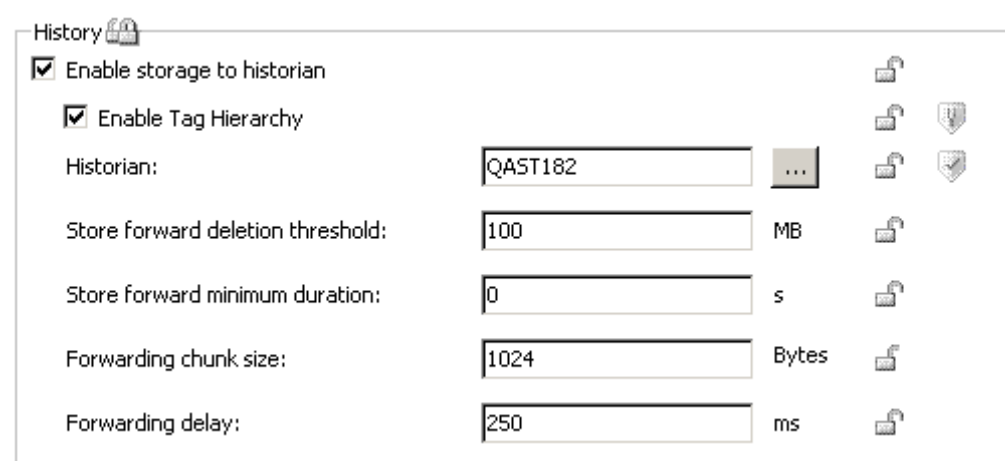 History
Enable storage to historian
Enable Tag Hierarchy
Historian: QAST182 ...
Store forward deletion threshold: 100 MB
Store forward minimum duration: 0 s
Forwarding chunk size: 1024 Bytes
Forwarding delay: 250 ms